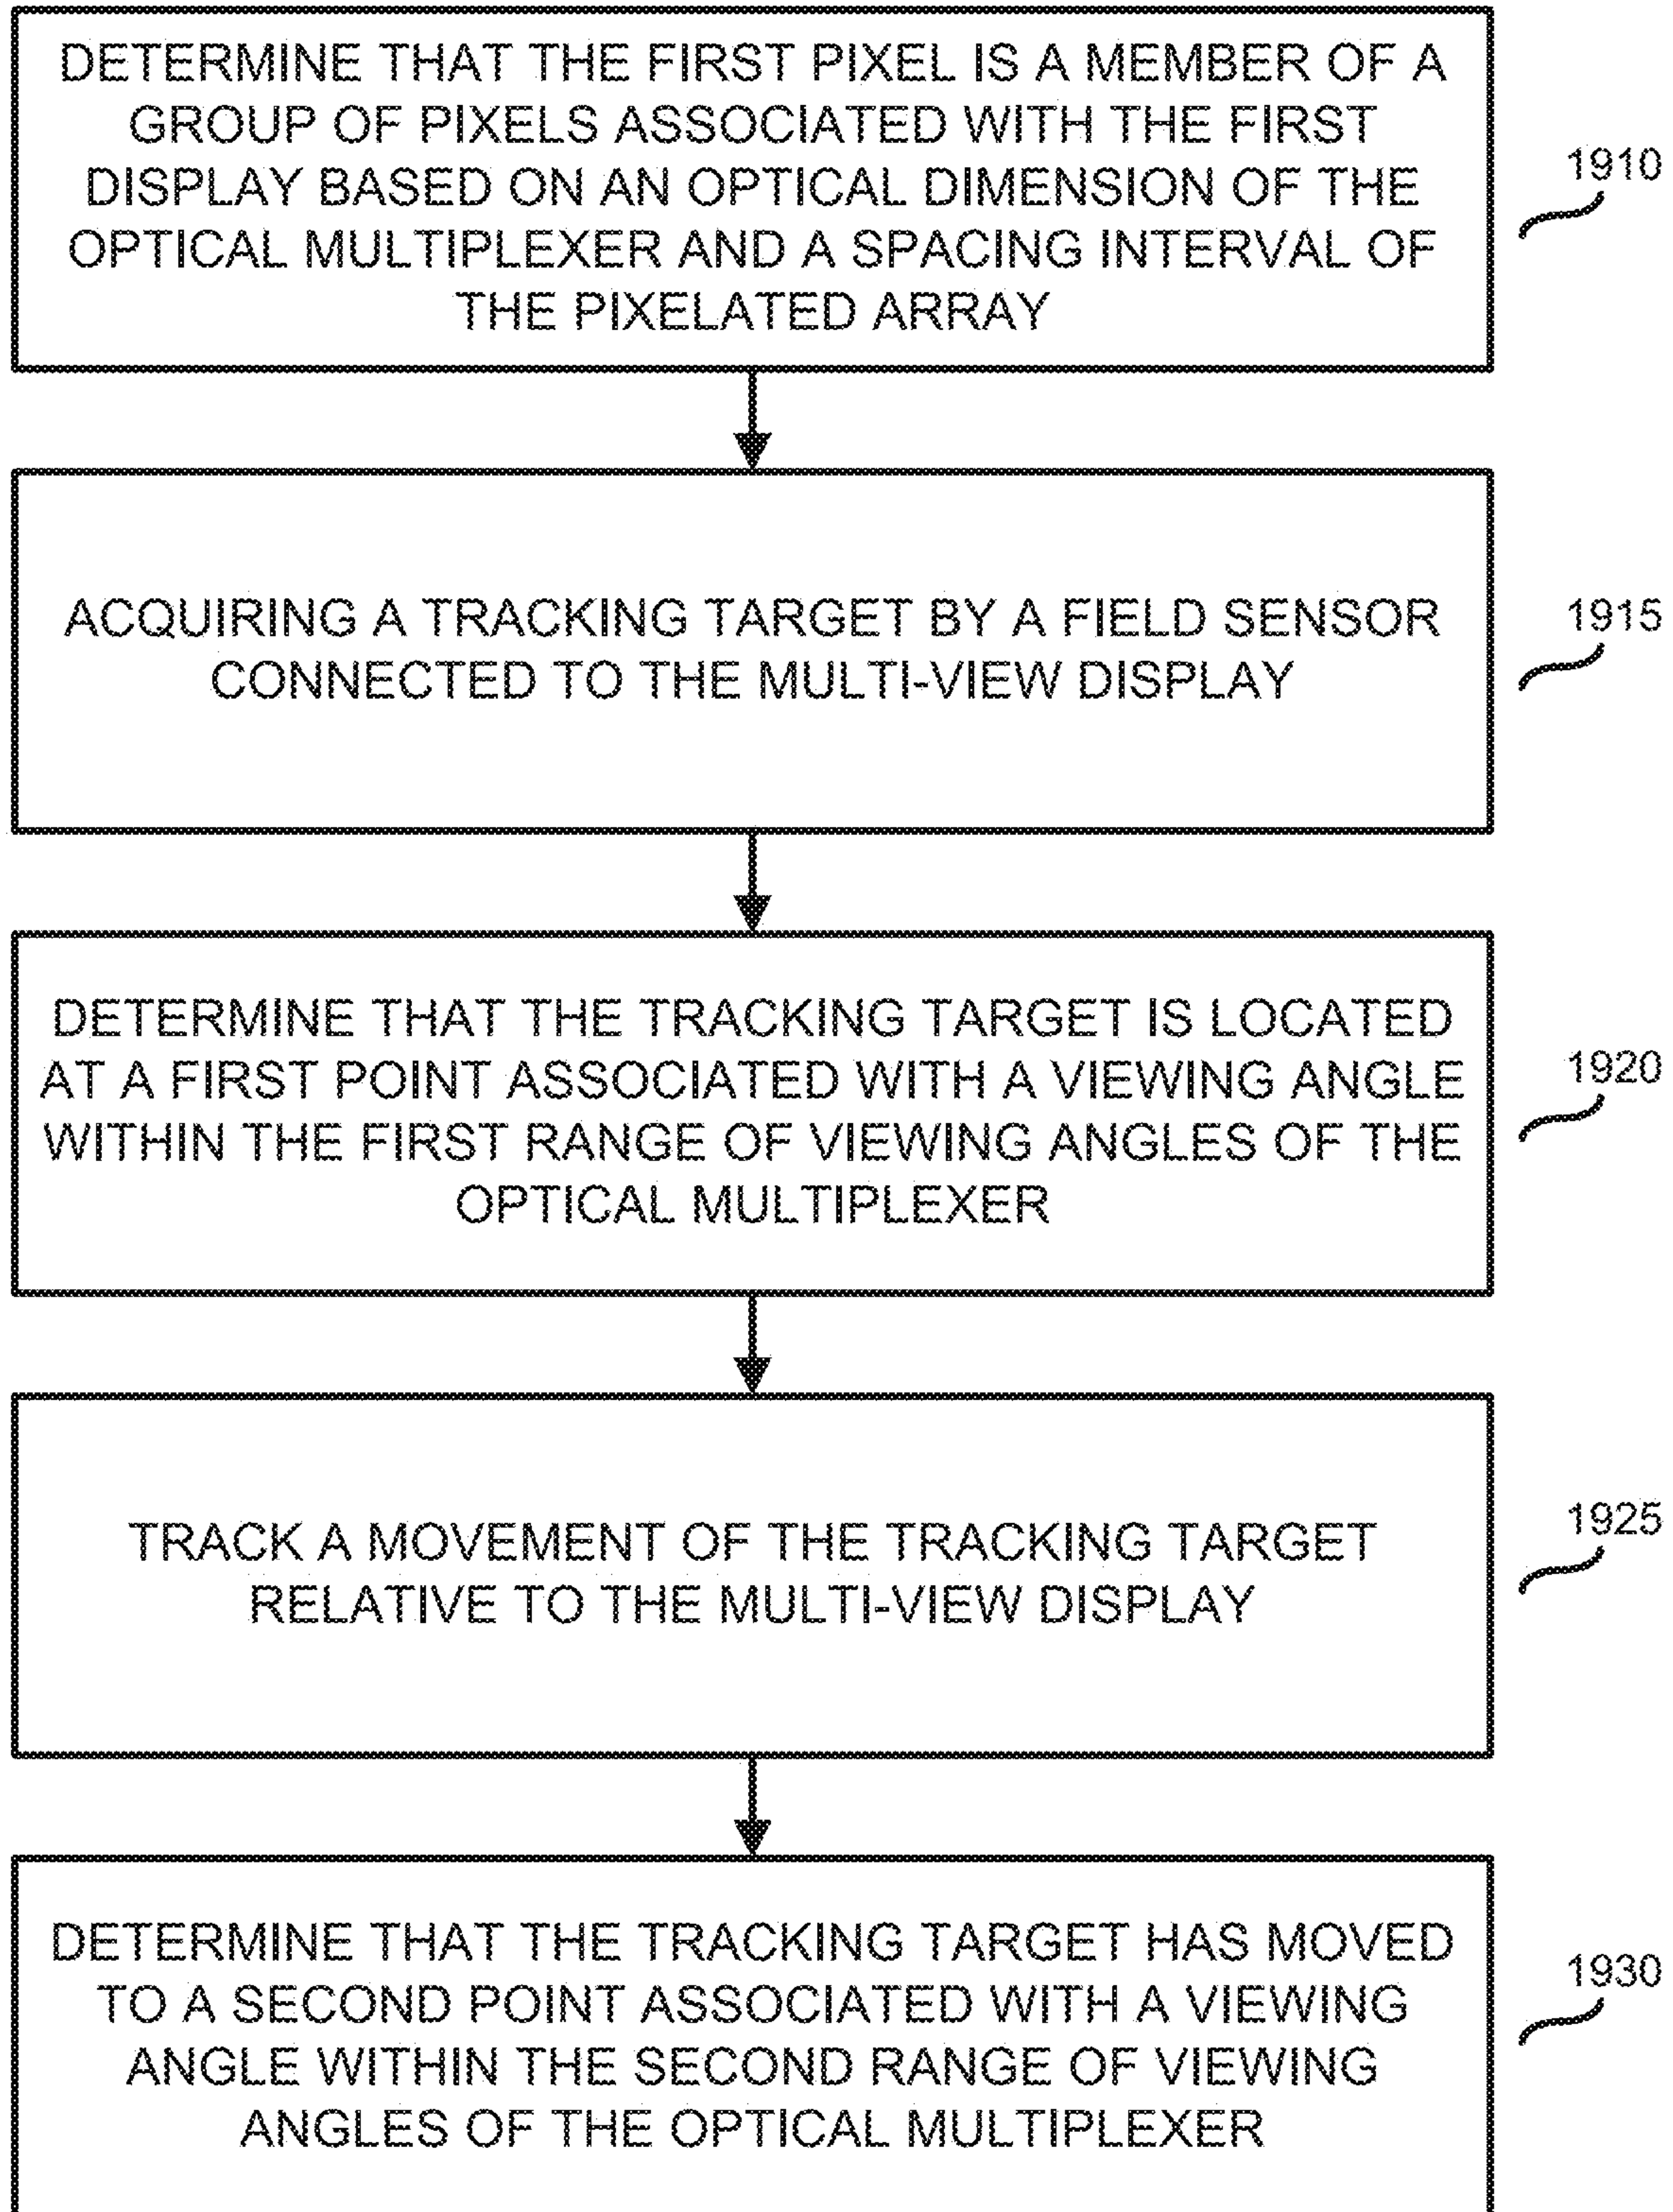 DETERMINE THAT THE FIRST PIXEL IS A MEMBER OF A
GROUP OF PIXELS ASSOCIATED WITH THE FIRST
DISPLAY BASED ON AN OPTICAL DIMENSION OF THE
OPTICAL MULTIPLEXER AND A SPACING INTERVAL OF
THE PIXELATED ARRAY
1910
ACQUIRING A TRACKING TARGET BY A FIELD SENSOR
CONNECTED TO THE MULTI-VIEW DISPLAY
1915
DETERMINE THAT THE TRACKING TARGET IS LOCATED
AT A FIRST POINT ASSOCIATED WITH A VIEWING ANGLE
WITHIN THE FIRST RANGE OF VIEWING ANGLES OF THE
OPTICAL MULTIPLEXER
1920
TRACK A MOVEMENT OF THE TRACKING TARGET
RELATIVE TO THE MULTI-VIEW DISPLAY
1925
DETERMINE THAT THE TRACKING TARGET HAS MOVED
TO A SECOND POINT ASSOCIATED WITH A VIEWING
ANGLE WITHIN THE SECOND RANGE OF VIEWING
ANGLES OF THE OPTICAL MULTIPLEXER
1930